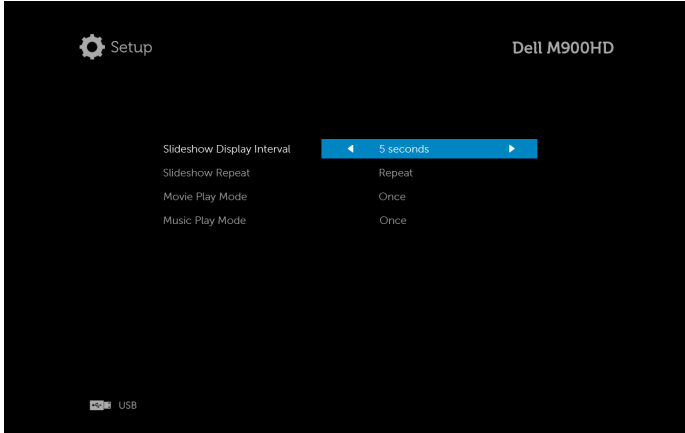 Setup
Dell M900HD
Slideshow Display Interval 5 seconds
Slideshow Repeat Repeat
Movie Play Mode Once
Music Play Mode Once
USB